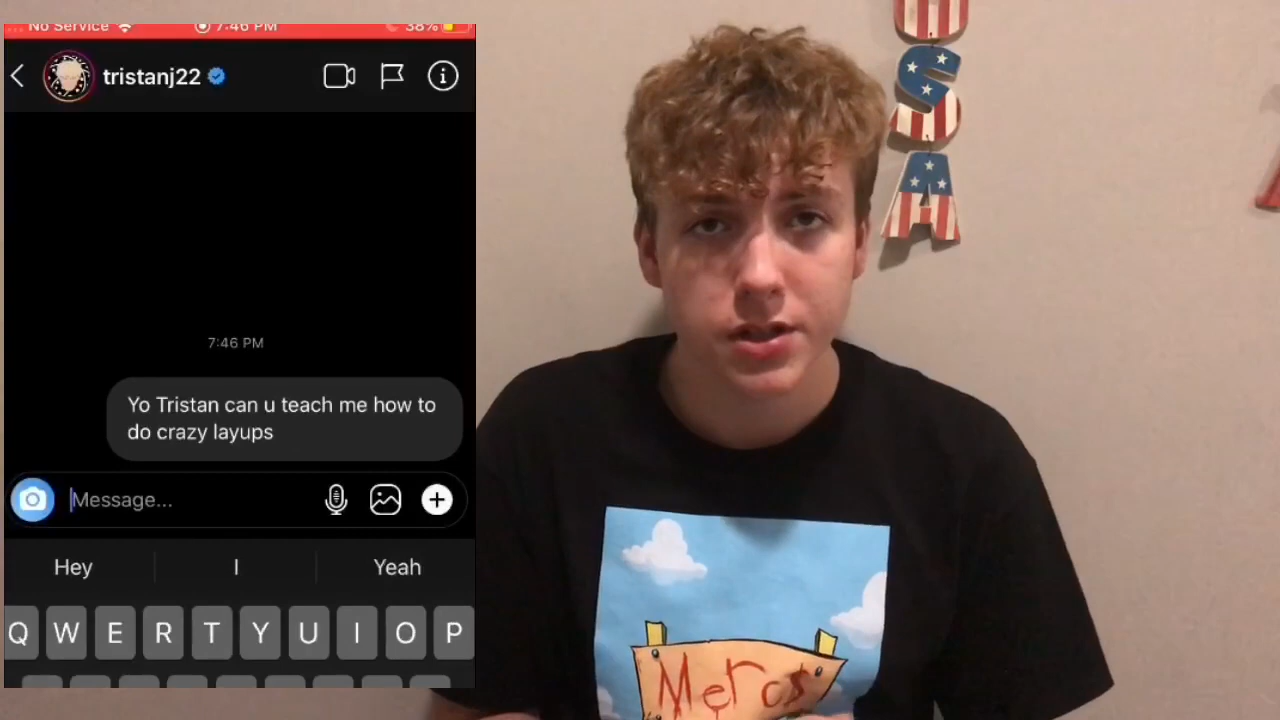 No Service 7:46 PM 38%
tristanj22
7:46 PM
Yo Tristan can u teach me how to
do crazy layups
Message...
Hey I Yeah
Q W E R T Y U I O P
U
S
A
Mercs